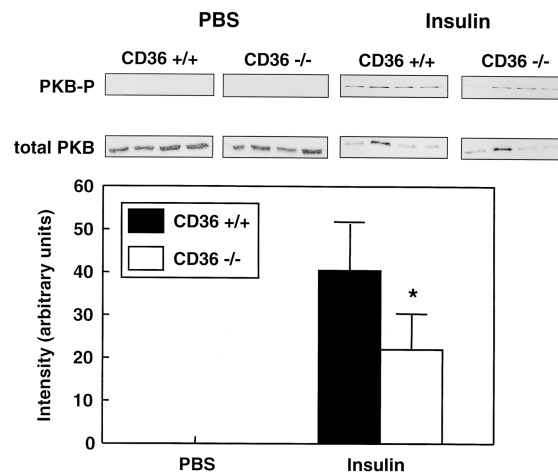 PBS Insulin
CD36 +/+ CD36 -/- CD36 +/+ CD36 -/-
PKB-P
total PKB
60
50
40
30
20
10
0
Intensity (arbitrary units)
CD36 +/+
CD36 -/-
*
PBS Insulin